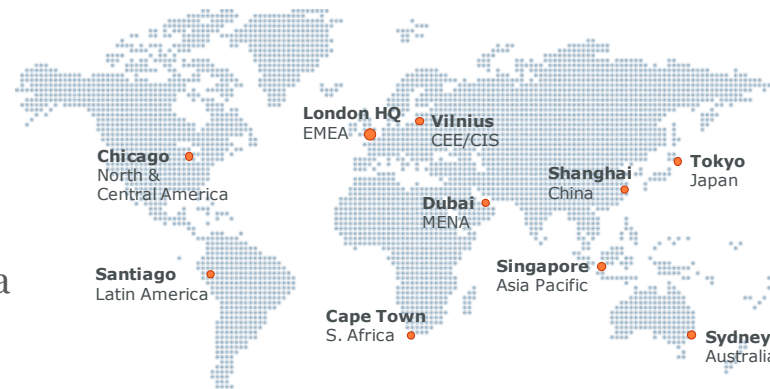 London HQ
EMEA
Vilnius
CEE/CIS
Chicago
North &
Central America
Tokyo
Japan
Shanghai
China
Dubai
MENA
Singapore
Asia Pacific
Santiago
Latin America
a
Cape Town
S. Africa
Sydney
Australia